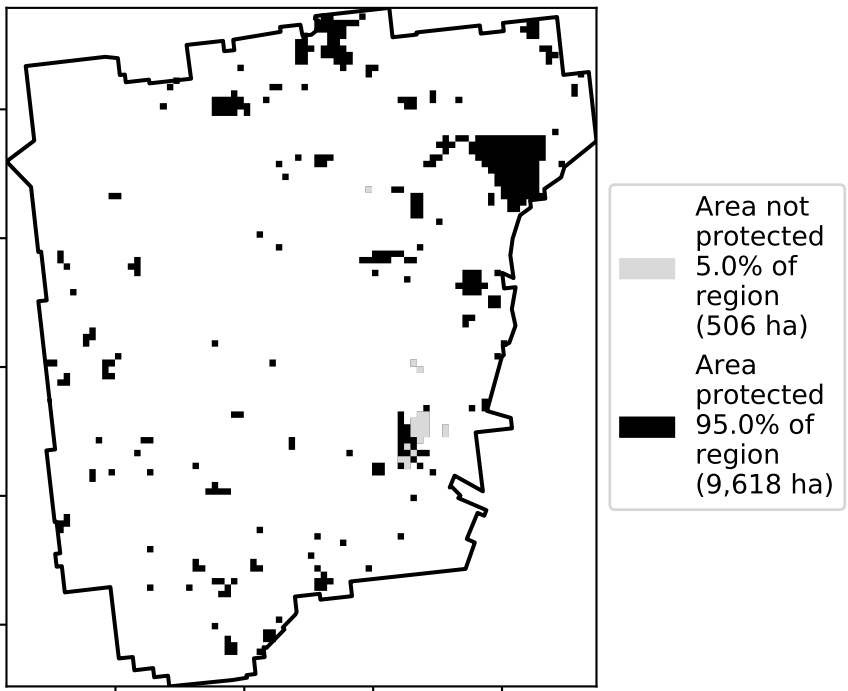 Area not
protected
5.0% of
region
(506 ha)
Area
protected
95.0% of
region
(9,618 ha)